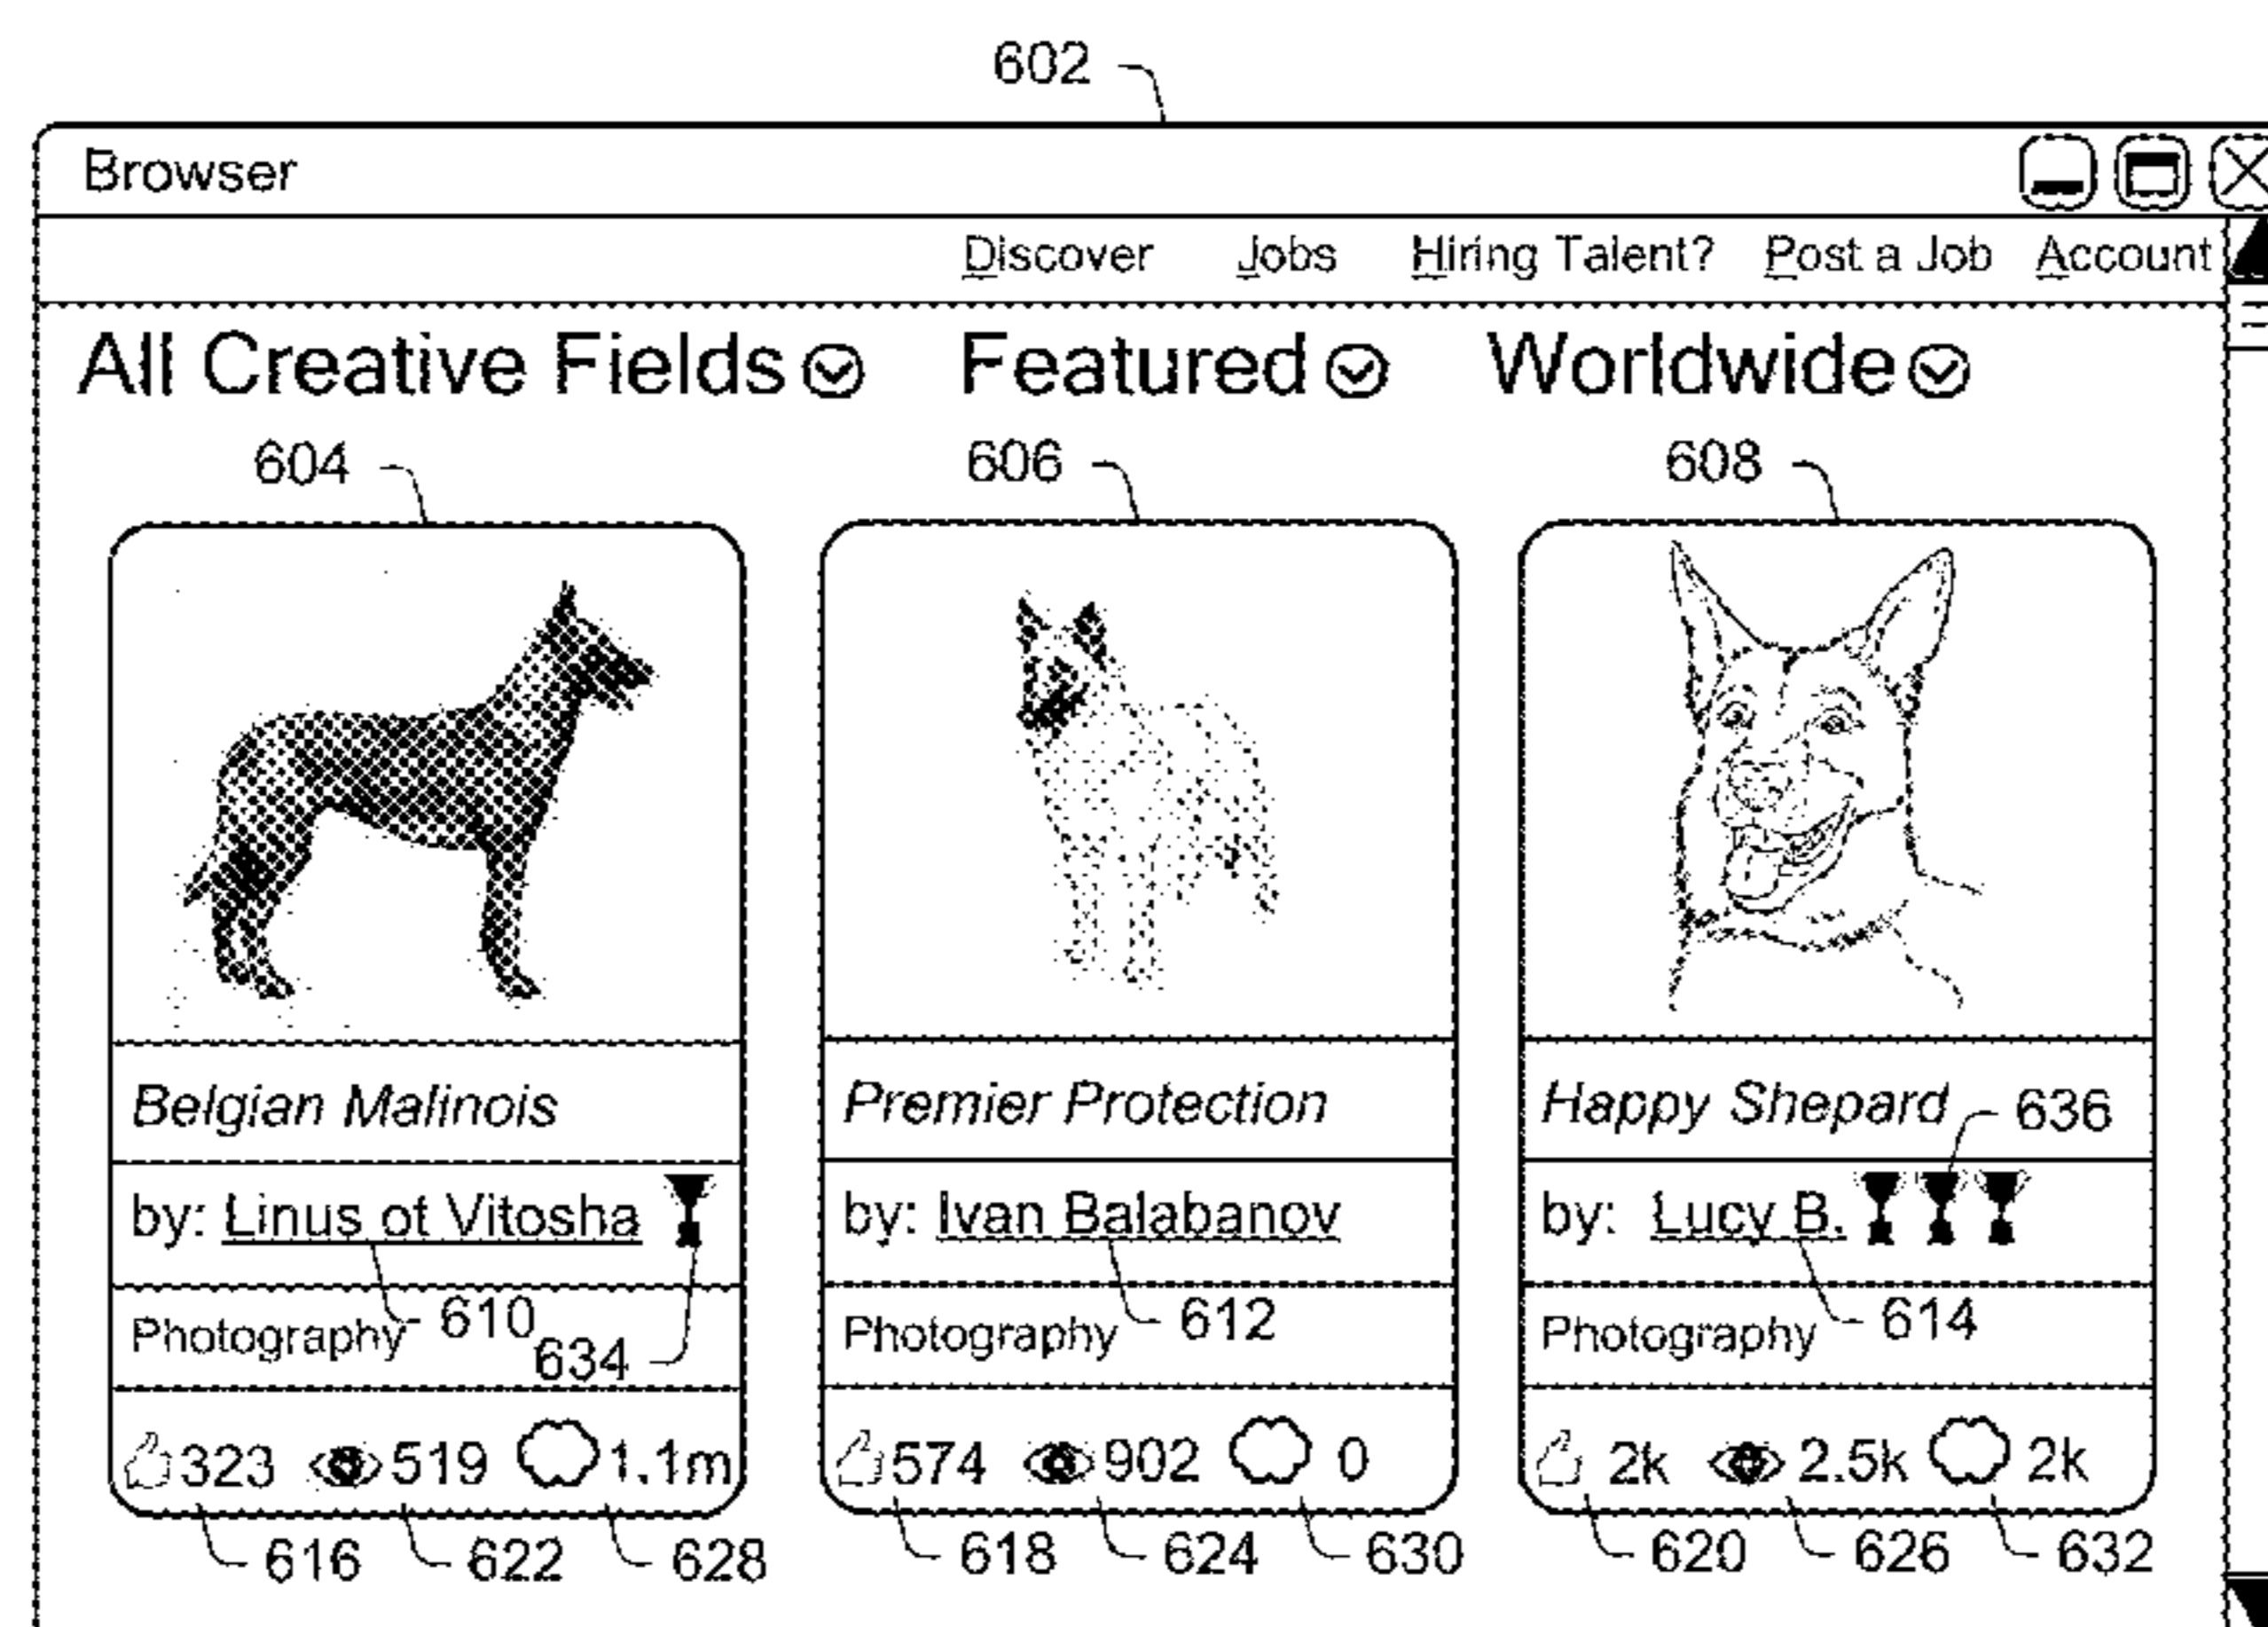 602
Browser
Discover Jobs Hiring Talent? Post a Job Account
All Creative Fields Featured Worldwide
604 606 608
Belgian Malinois Premier Protection Happy Shepard 636
by: Linus ot Vitosha by: Ivan Balabanov by: Lucy B.
Photography 610 Photography 612 Photography 614
634
323 519 1.1m 574 902 0 2k 2.5k 2k
616 622 628 618 624 630 620 626 632